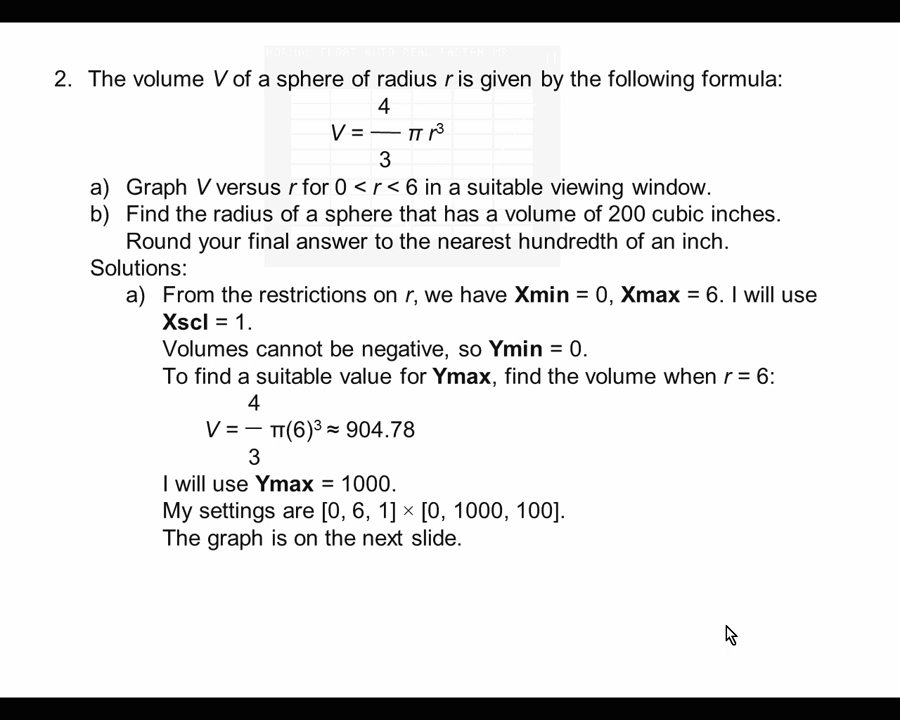 2. The volume V of a sphere of radius r is given by the following formula:
V = 4/3 π r³
a) Graph V versus r for 0 < r < 6 in a suitable viewing window.
b) Find the radius of a sphere that has a volume of 200 cubic inches.
Round your final answer to the nearest hundredth of an inch.
Solutions:
a) From the restrictions on r, we have Xmin = 0, Xmax = 6. I will use
Xscl = 1.
Volumes cannot be negative, so Ymin = 0.
To find a suitable value for Ymax, find the volume when r = 6:
V = 4/3 π(6)³ ≈ 904.78
I will use Ymax = 1000.
My settings are [0, 6, 1] × [0, 1000, 100].
The graph is on the next slide.